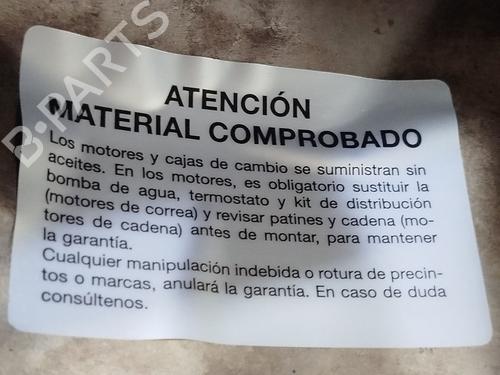 B-PARTS
ATENCIÓN
MATERIAL COMPROBADO
Los motores y cajas de cambio se suministran sin
aceites. En los motores, es obligatorio sustituir la
bomba de agua, termostato y kit de distribución
(motores de correa) y revisar patines y cadena (mo-
tores de cadena) antes de montar, para mantener
la garantía.
Cualquier manipulación indebida o rotura de precin-
tos o marcas, anulará la garantía. En caso de duda
consúltenos.